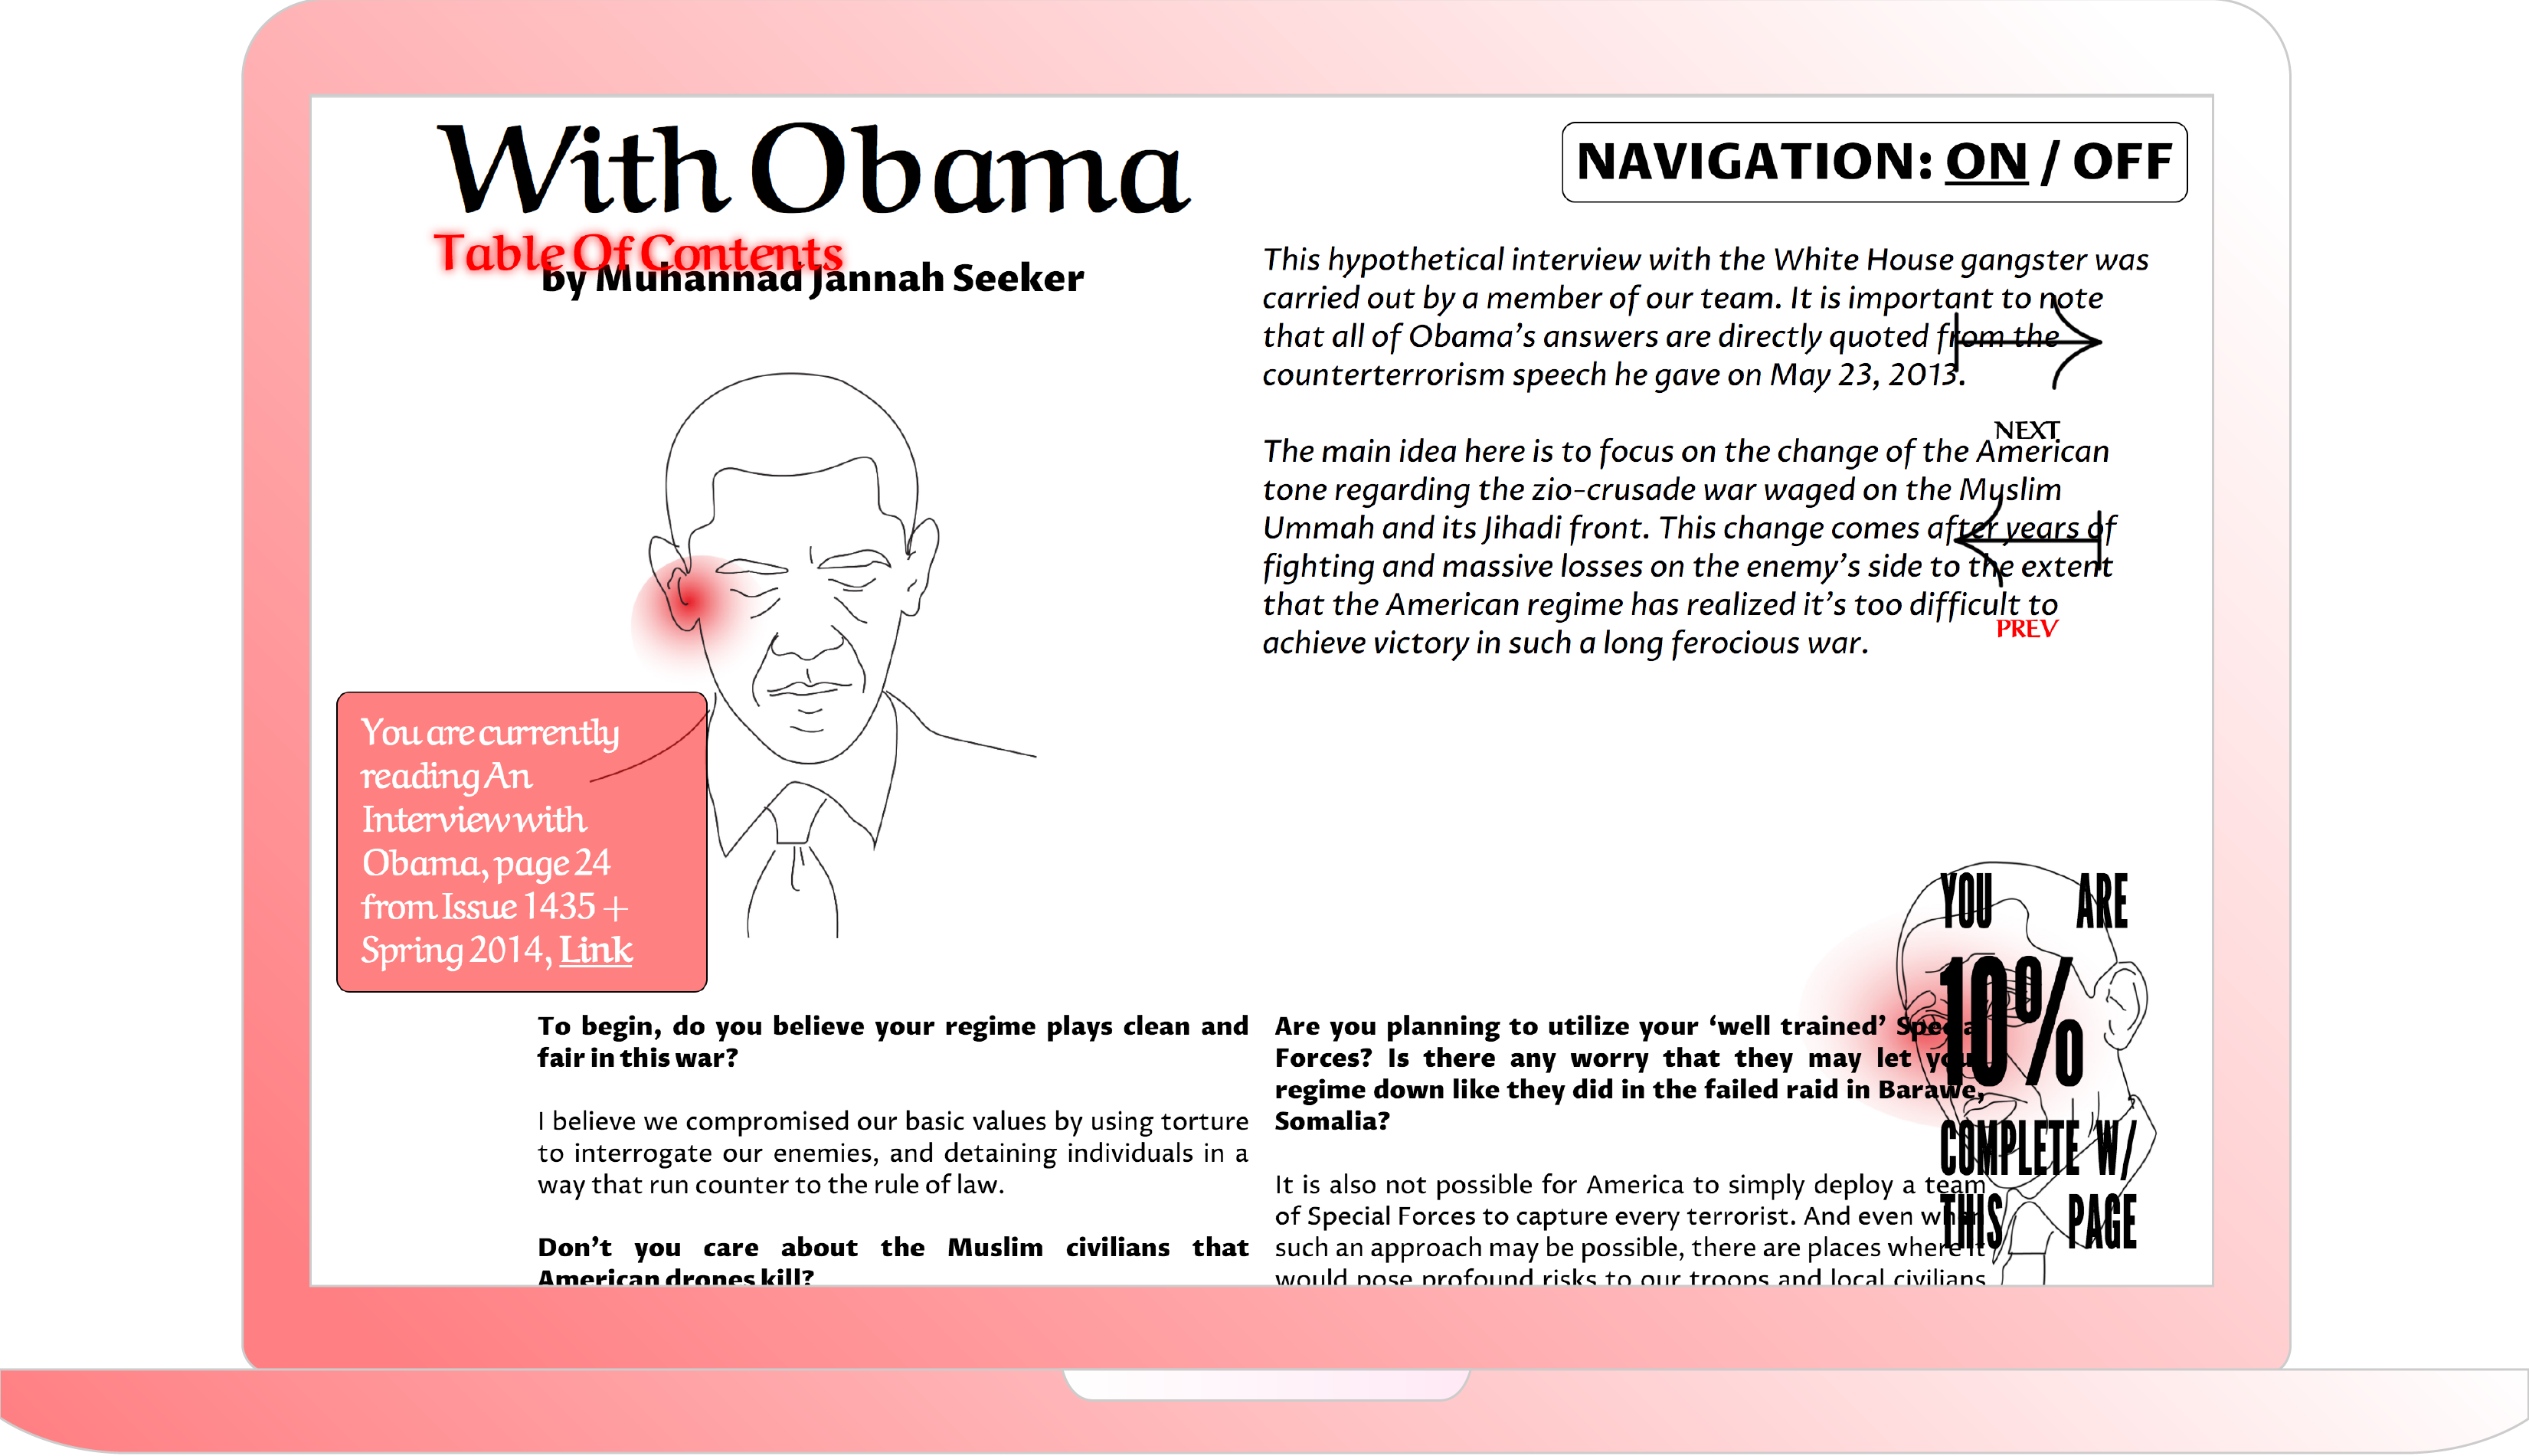 With Obama
NAVIGATION: ON / OFF
Table Of Contents
by Muhannad Jannah Seeker
This hypothetical interview with the White House gangster was
carried out by a member of our team. It is important to note
that all of Obama’s answers are directly quoted from the
counterterrorism speech he gave on May 23, 2013.
NEXT
The main idea here is to focus on the change of the American
tone regarding the zio-crusade war waged on the Muslim
Ummah and its Jihadi front. This change comes after years of
fighting and massive losses on the enemy’s side to the extent
that the American regime has realized it’s too difficult to
achieve victory in such a long ferocious war.
PREV
You are currently
reading An
Interview with
Obama, page 24
from Issue 1435 +
Spring 2014, Link
YOU ARE
10%
COMPLETE W/
THIS PAGE
To begin, do you believe your regime plays clean and
fair in this war?
I believe we compromised our basic values by using torture
to interrogate our enemies, and detaining individuals in a
way that run counter to the rule of law.
Don’t you care about the Muslim civilians that
American drones kill?
Are you planning to utilize your ‘well trained’ Special
Forces? Is there any worry that they may let your
regime down like they did in the failed raid in Barawe,
Somalia?
It is also not possible for America to simply deploy a team
of Special Forces to capture every terrorist. And even when
such an approach may be possible, there are places where it
would pose profound risks to our troops and local civilians